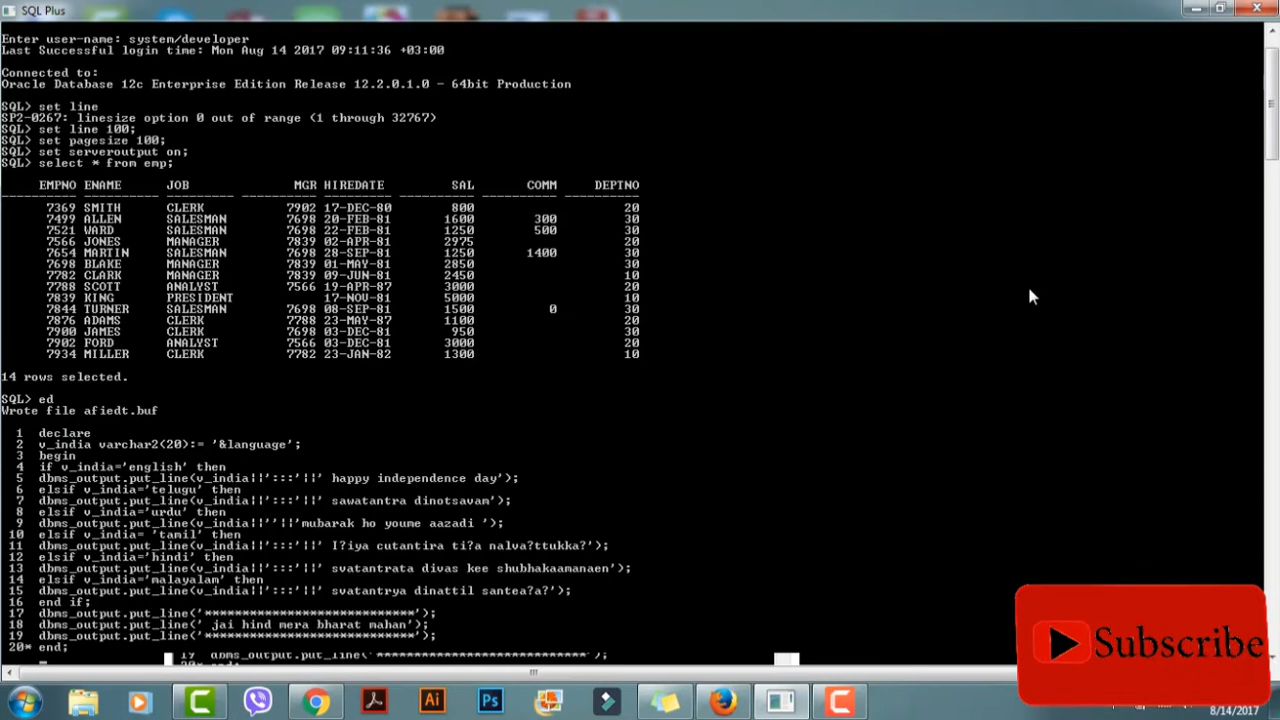 SQL Plus
Enter user-name: system/developer
Last Successful login time: Mon Aug 14 2017 09:11:36 +03:00
Connected to:
Oracle Database 12c Enterprise Edition Release 12.2.0.1.0 - 64bit Production
SQL> set line
SP2-0267: linesize option 0 out of range (1 through 32767)
SQL> set line 100;
SQL> set pagesize 100;
SQL> set serveroutput on;
SQL> select * from emp;
EMPNO ENAME JOB MGR HIREDATE SAL COMM DEPTNO
---------- ---------- --------- ---------- --------- ---------- ---------- ----------
7369 SMITH CLERK 7902 17-DEC-80 800 20
7499 ALLEN SALESMAN 7698 20-FEB-81 1600 300 30
7521 WARD SALESMAN 7698 22-FEB-81 1250 500 30
7566 JONES MANAGER 7839 02-APR-81 2975 20
7654 MARTIN SALESMAN 7698 28-SEP-81 1250 1400 30
7698 BLAKE MANAGER 7839 01-MAY-81 2850 30
7782 CLARK MANAGER 7839 09-JUN-81 2450 10
7788 SCOTT ANALYST 7566 19-APR-87 3000 20
7839 KING PRESIDENT 17-NOV-81 5000 10
7844 TURNER SALESMAN 7698 08-SEP-81 1500 0 30
7876 ADAMS CLERK 7788 23-MAY-87 1100 20
7900 JAMES CLERK 7698 03-DEC-81 950 30
7902 FORD ANALYST 7566 03-DEC-81 3000 20
7934 MILLER CLERK 7782 23-JAN-82 1300 10
14 rows selected.
SQL> ed
Wrote file afiedt.buf
1 declare
2 v_india varchar2(20):= '&language';
3 begin
4 if v_india='english' then
5 dbms_output.put_line(v_india||':::'||' happy independence day');
6 elsif v_india='telugu' then
7 dbms_output.put_line(v_india||':::'||' sawatantra dinotsavam');
8 elsif v_india='urdu' then
9 dbms_output.put_line(v_india||''||'mubarak ho youme aazadi ');
10 elsif v_india= 'tamil' then
11 dbms_output.put_line(v_india||':::'||' I?iya cutantira ti?a nalva?ttukka?');
12 elsif v_india='hindi' then
13 dbms_output.put_line(v_india||':::'||' svatantrata divas kee shubhakaamanaen');
14 elsif v_india='malayalam' then
15 dbms_output.put_line(v_india||':::'||' svatantrya dinattil santea?a?');
16 end if;
17 dbms_output.put_line('****************************');
18 dbms_output.put_line(' jai hind mera bharat mahan');
19 dbms_output.put_line('****************************');
20* end;
19 dbms_output.put_line('****************************');
20* end;
Subscribe
Ai
Ps
8/14/2017